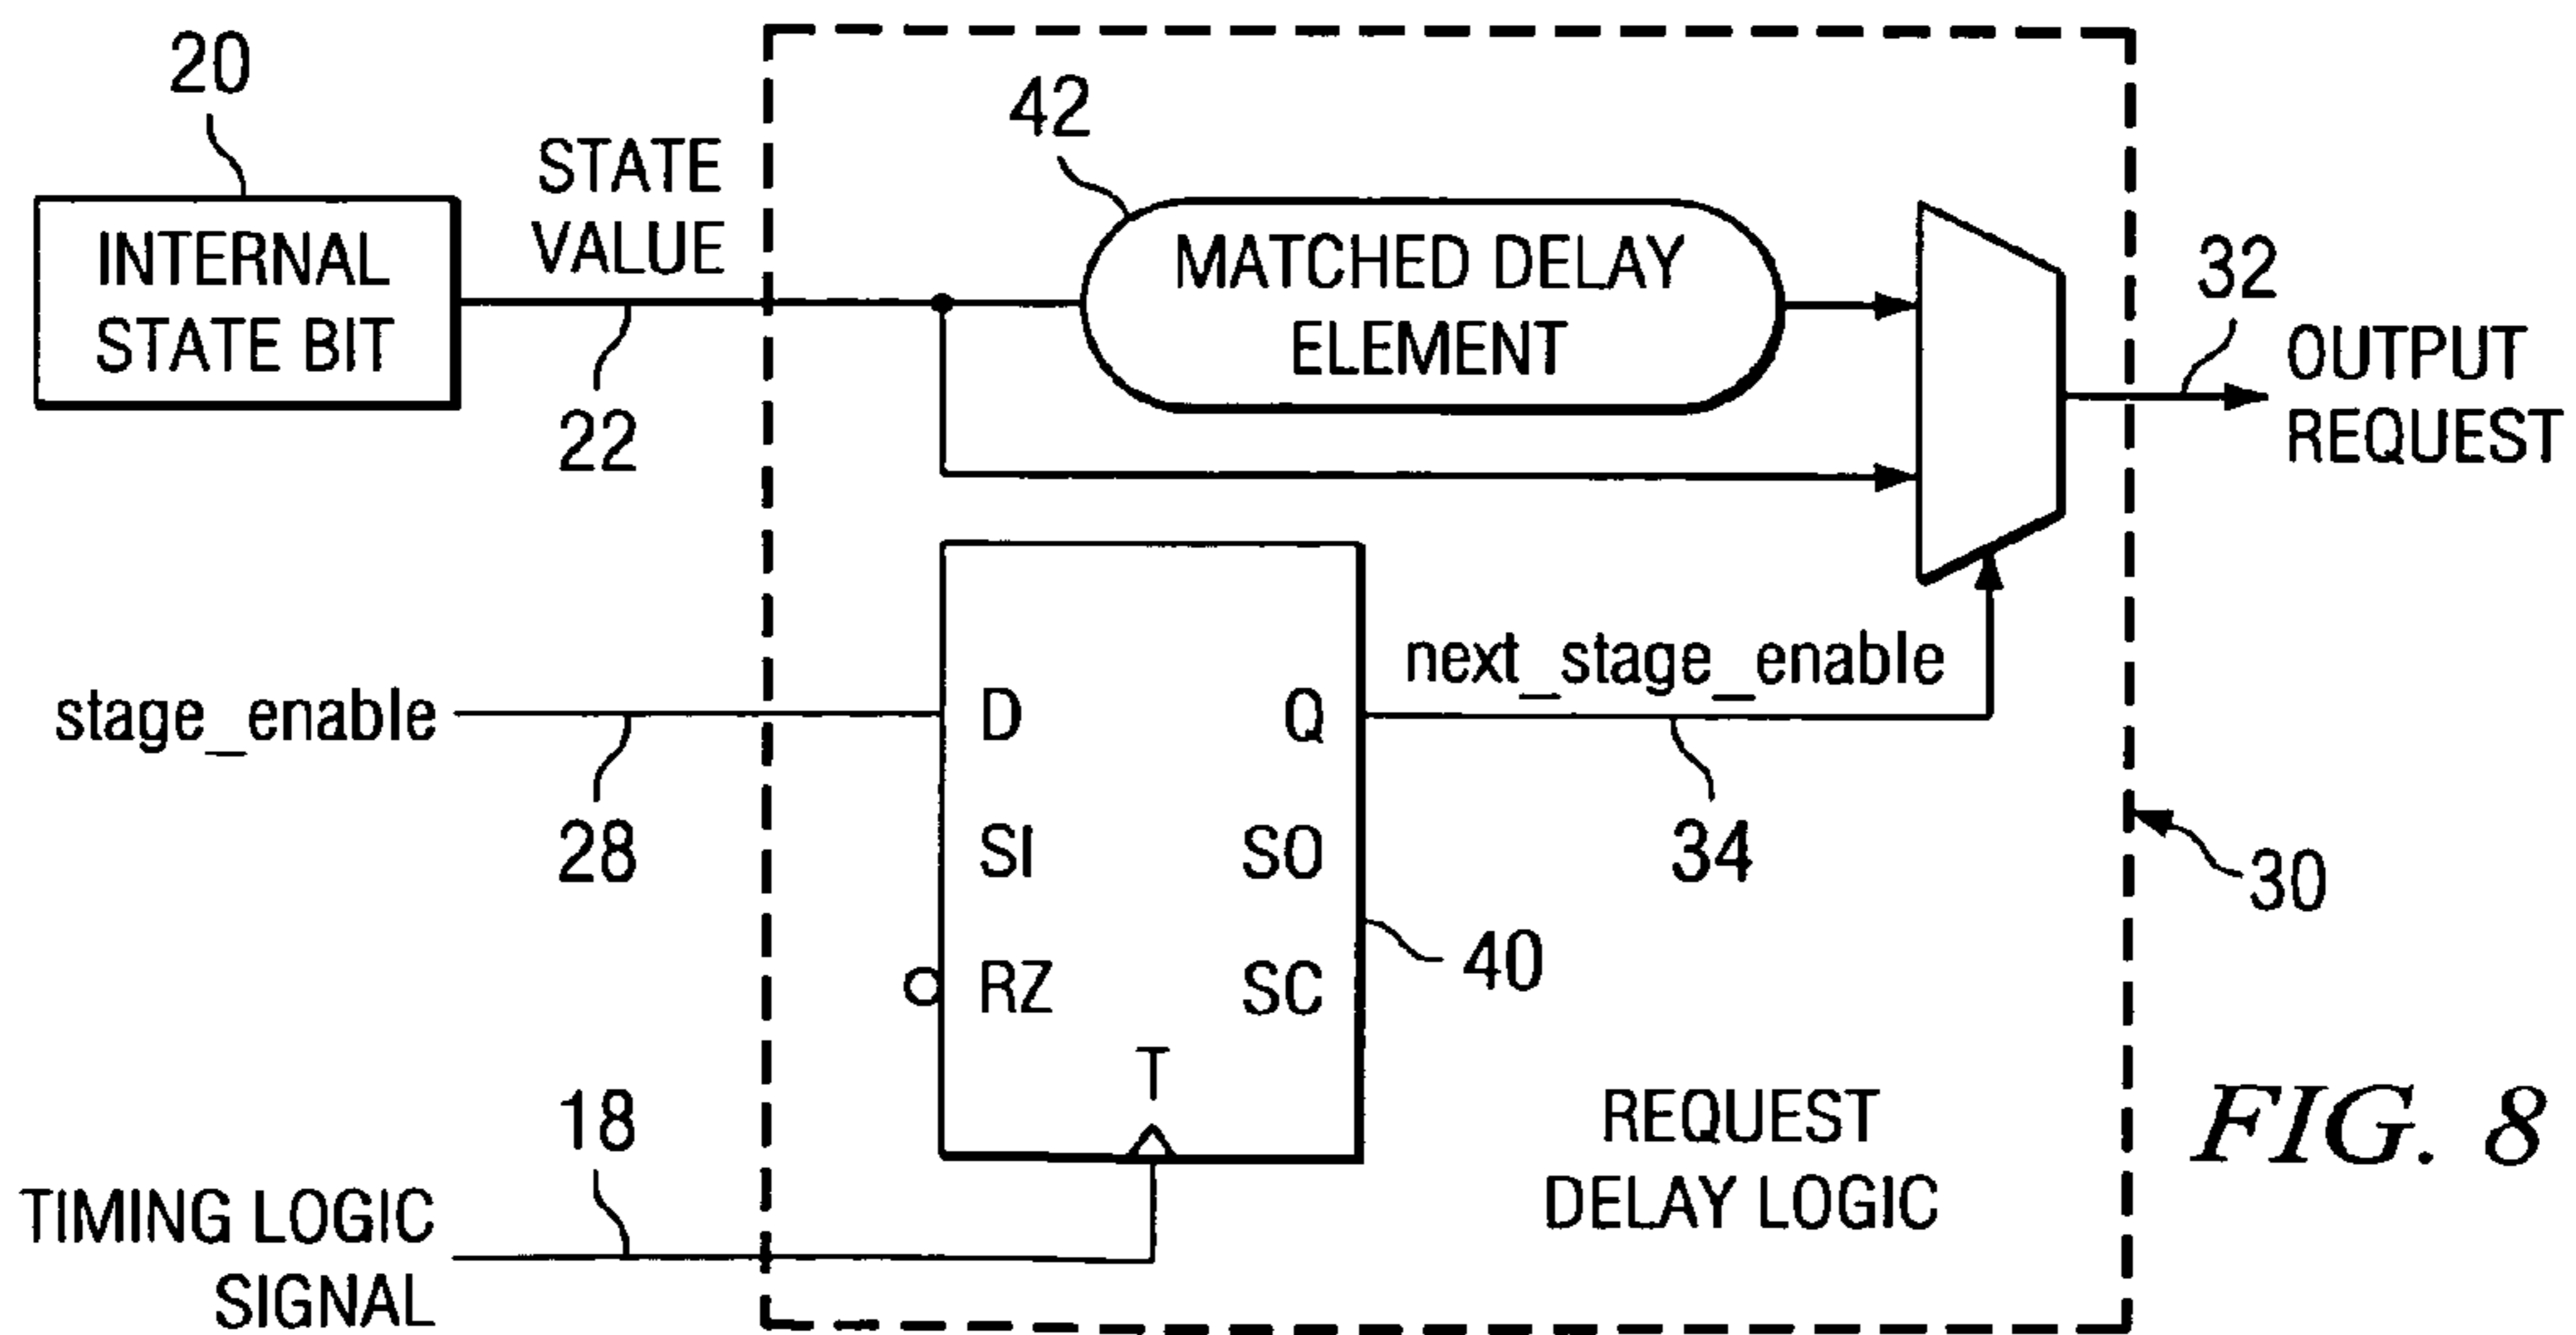 20
INTERNAL
STATE BIT
STATE
VALUE
22
42
MATCHED DELAY
ELEMENT
32
OUTPUT
REQUEST
stage_enable
28
D
SI
RZ
T
Q
SO
SC
next_stage_enable
34
40
30
18
TIMING LOGIC
SIGNAL
REQUEST
DELAY LOGIC
FIG. 8